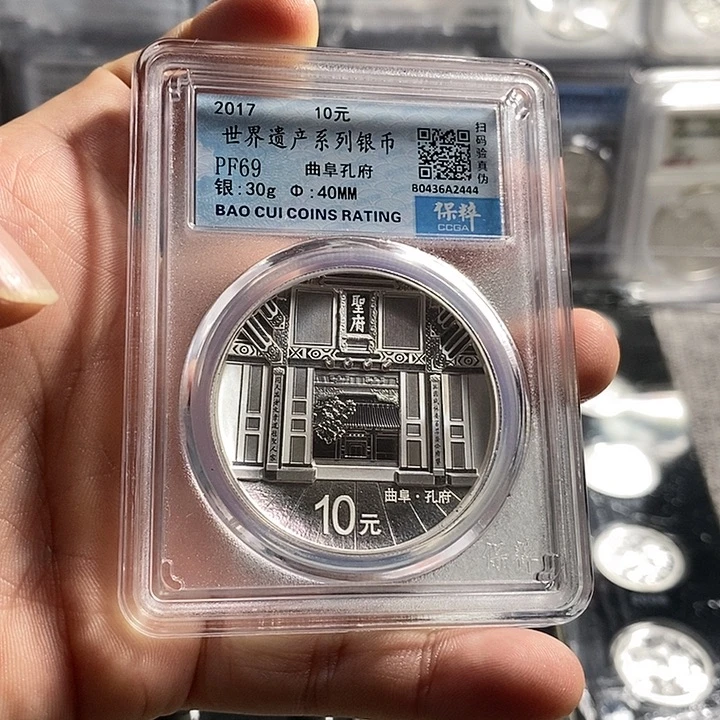 2017 10元
世界遗产系列银币
PF69 曲阜孔府
银:30g Φ:40MM
BAO CUI COINS RATING
扫码验真伪
B0436A2444
保粹
CCGA
聖府
曲阜·孔府
10元